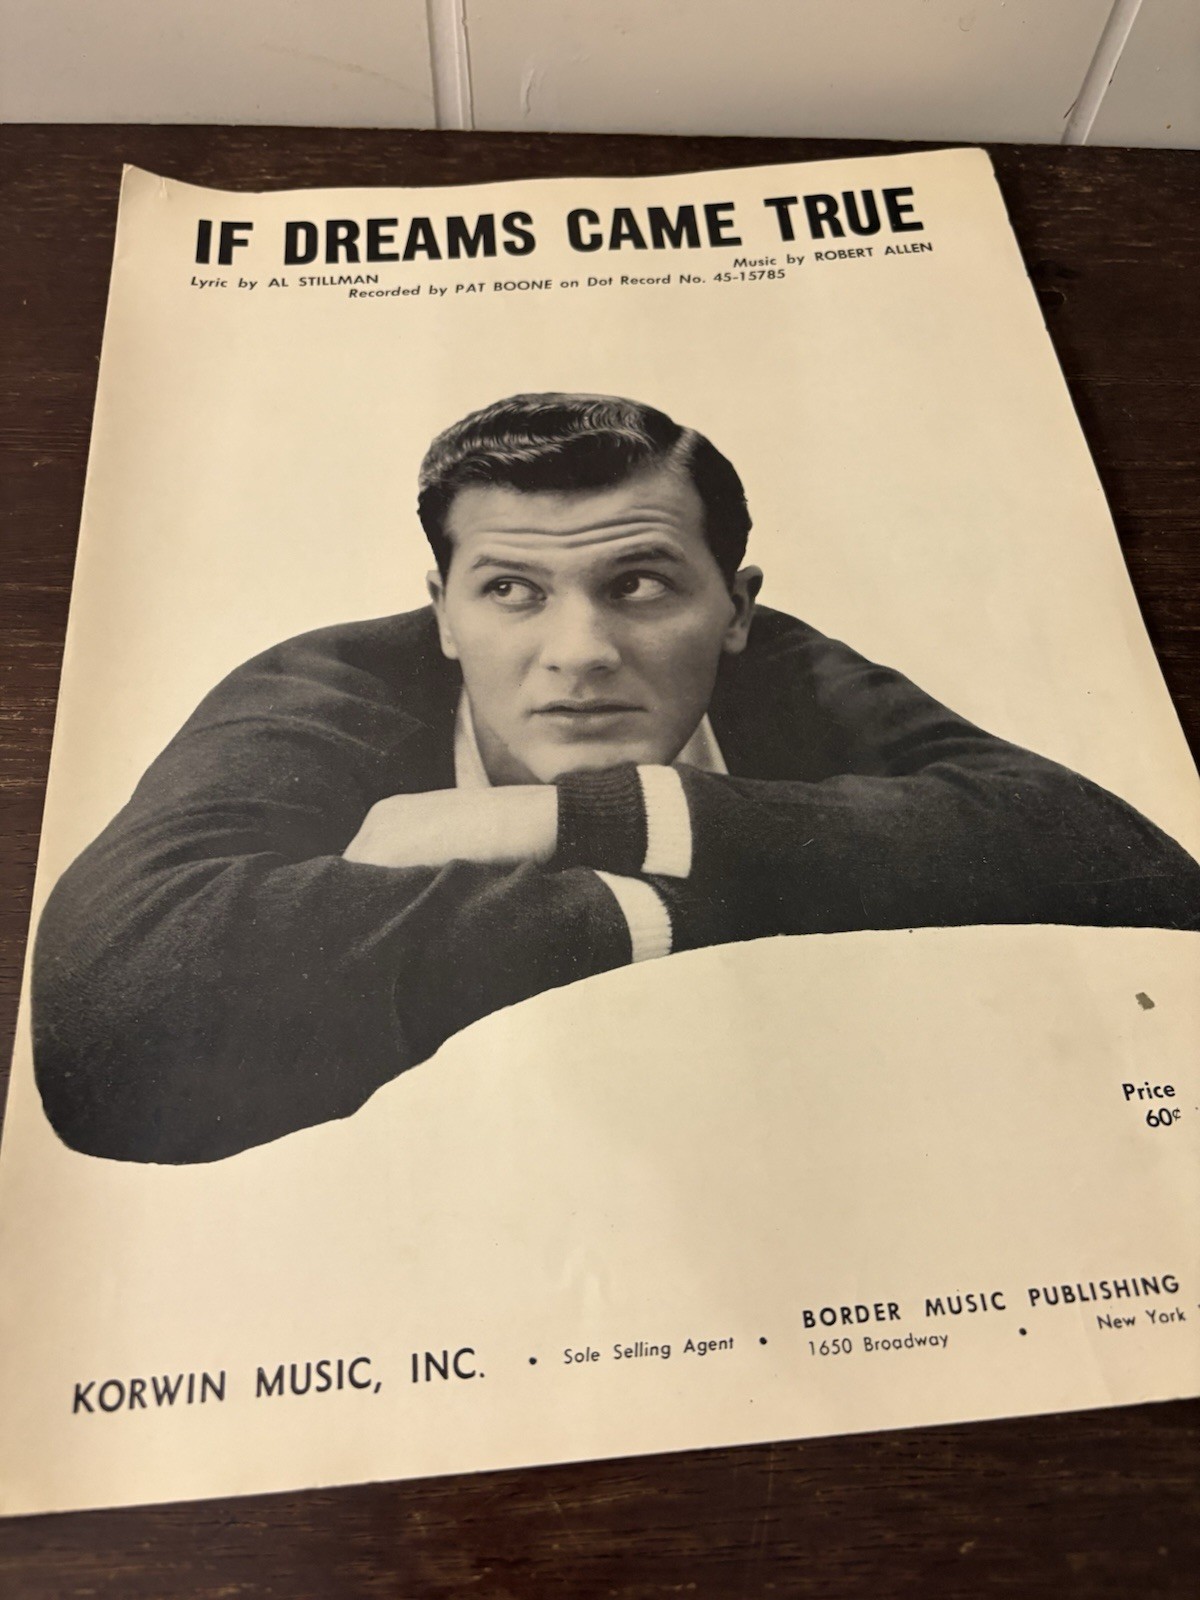 IF DREAMS CAME TRUE
Lyric by AL STILLMAN
Music by ROBERT ALLEN
Recorded by PAT BOONE on Dot Record No. 45-15785
Price
60¢
KORWIN MUSIC, INC. • Sole Selling Agent •
BORDER MUSIC PUBLISHING
1650 Broadway • New York